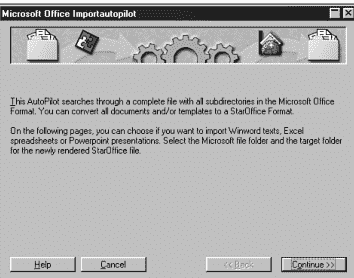 Microsoft Office Importautopilot
This AutoPilot searches through a complete file with all subdirectories in the Microsoft Office
Format. You can convert all documents and/or templates to a StarOffice Format.
On the following pages, you can choose if you want to import Winword texts, Excel
spreadsheets or Powerpoint presentations. Select the Microsoft file folder and the target folder
for the newly rendered StarOffice file.
Help
Cancel
<< Back
Continue >>